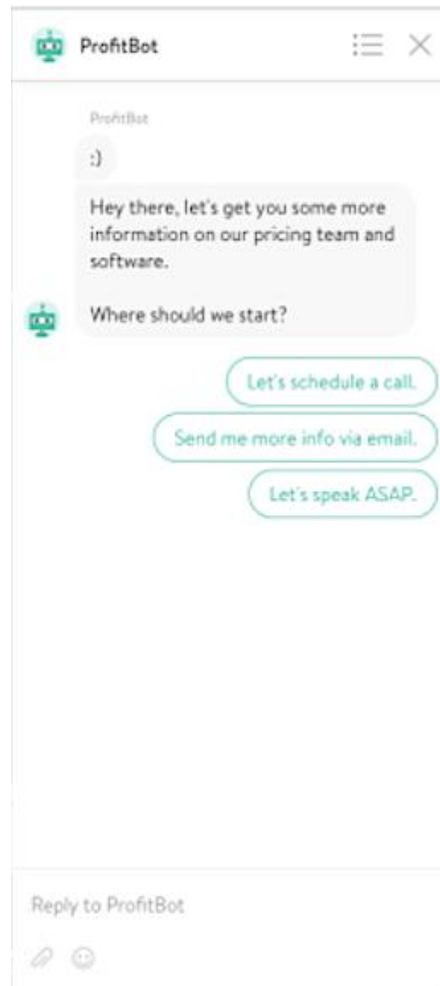 ProfitBot
ProfitBot
:)
Hey there, let's get you some more
information on our pricing team and
software.
Where should we start?
Let's schedule a call.
Send me more info via email.
Let's speak ASAP.
Reply to ProfitBot